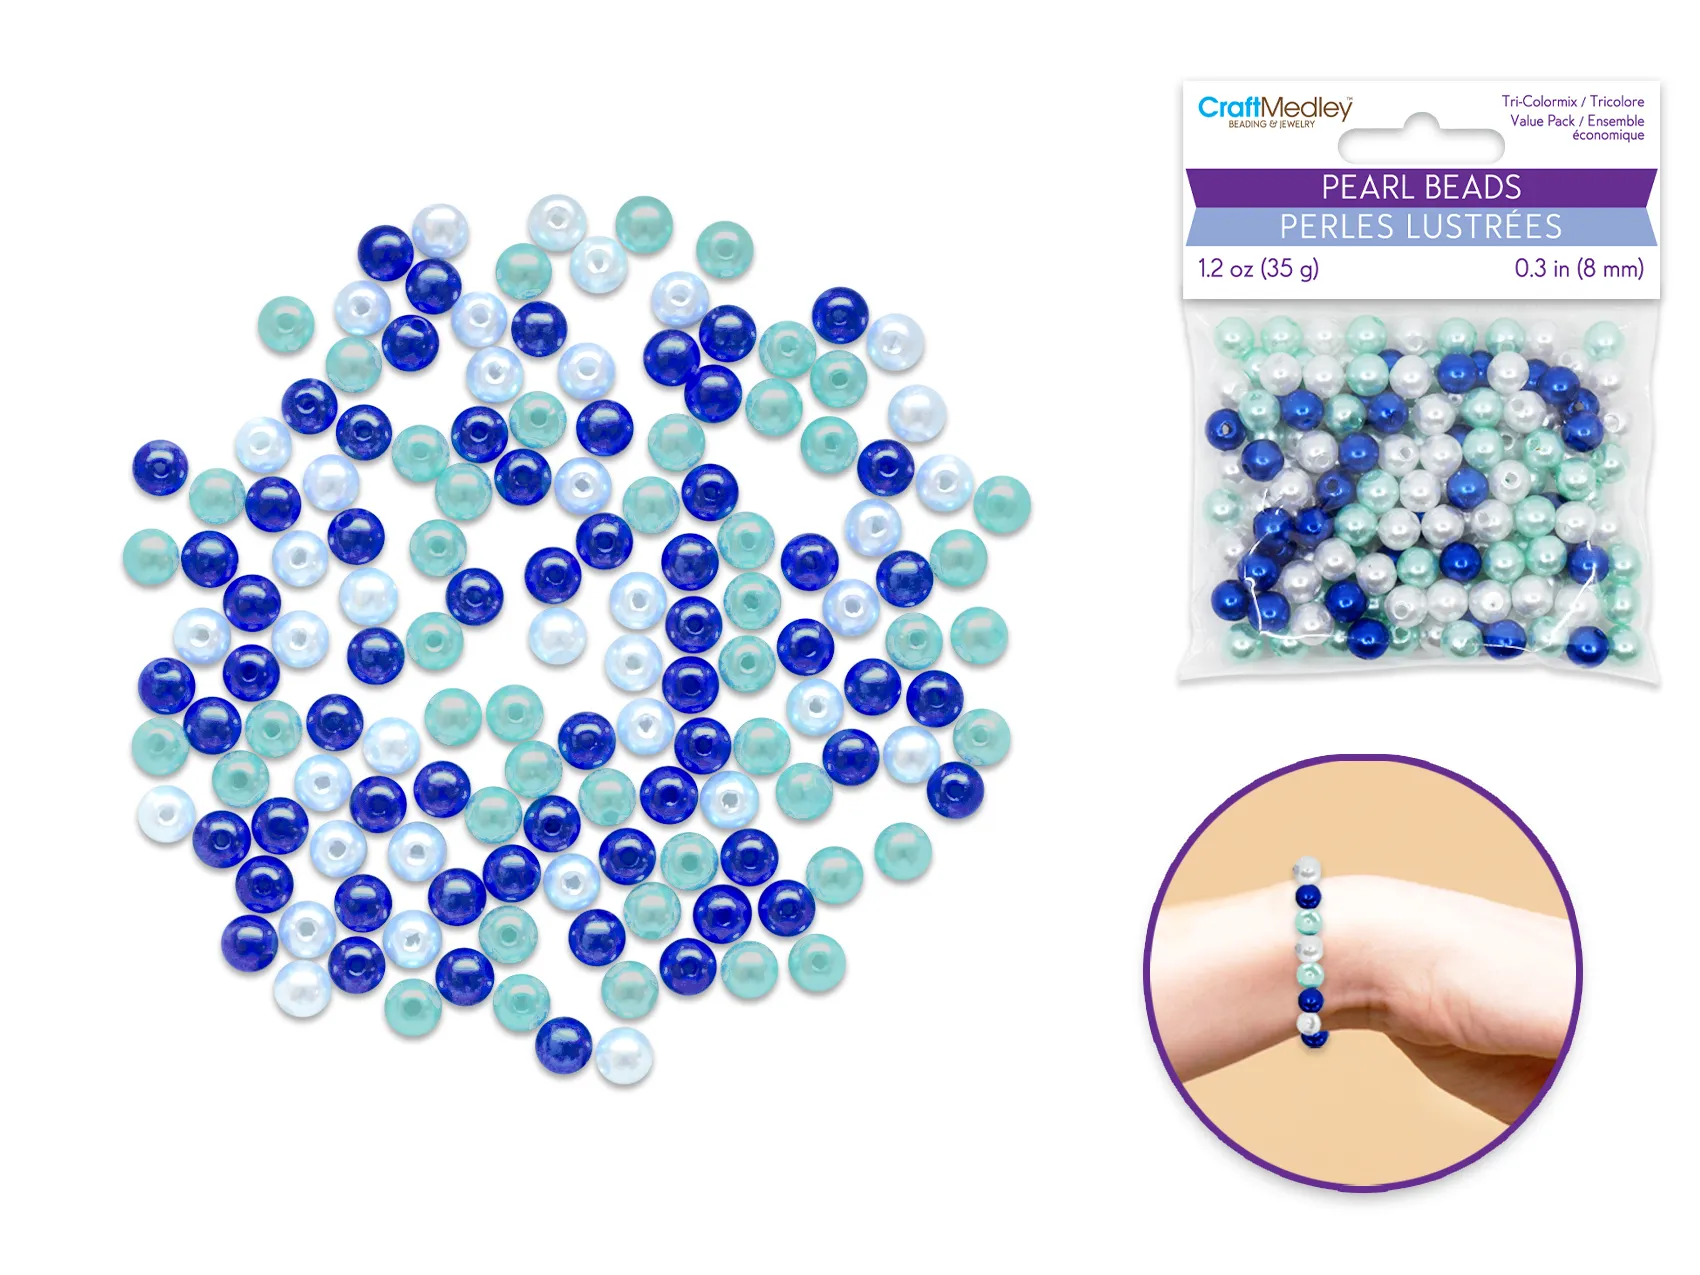 CraftMedley™
BEADING & JEWELRY
Tri-Colormix / Tricolore
Value Pack / Ensemble
économique
PEARL BEADS
PERLES LUSTRÉES
1.2 oz (35 g)
0.3 in (8 mm)